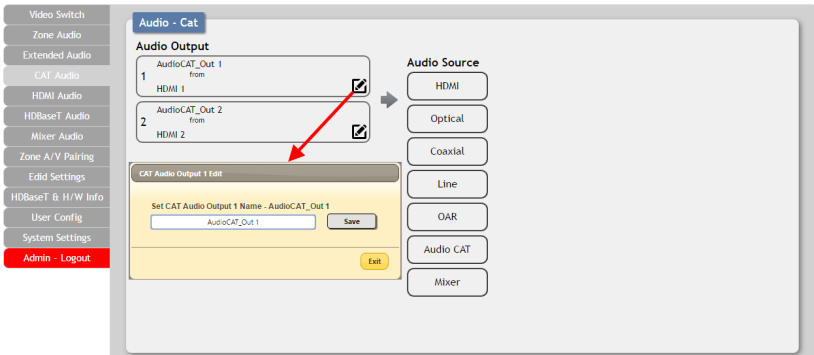 Video Switch
Zone Audio
Extended Audio
CAT Audio
HDMI Audio
HDBaseT Audio
Mixer Audio
Zone A/V Pairing
Edid Settings
HDBaseT & H/W Info
User Config
System Settings
Admin - Logout
Audio - Cat
Audio Output
AudioCAT_Out 1
1
from
HDMI 1
AudioCAT_Out 2
2
from
HDMI 2
CAT Audio Output 1 Edit
Set CAT Audio Output 1 Name - AudioCAT_Out 1
AudioCAT_Out 1 Save
Exit
Audio Source
HDMI
Optical
Coaxial
Line
OAR
Audio CAT
Mixer